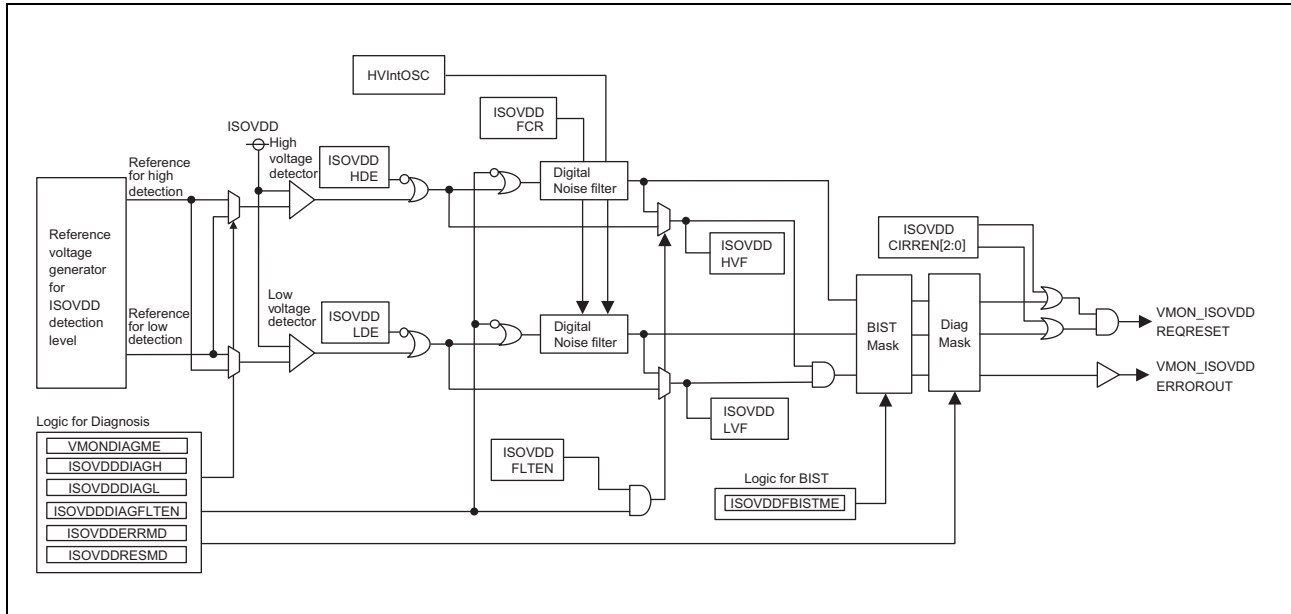 HVIntOSC
ISOVDD
FCR
ISOVDD
High
voltage
detector
ISOVDD
HDE
Digital
Noise filter
Reference
for high
detection
Reference
voltage
generator
for
ISOVDD
detection
level
Reference
for low
detection
Low
voltage
detector
ISOVDD
LDE
Digital
Noise filter
ISOVDD
HVF
ISOVDD
LVF
ISOVDD
CIRREN[2:0]
BIST
Mask
Diag
Mask
VMON_ISOVDD
REQRESET
VMON_ISOVDD
ERROROUT
Logic for Diagnosis
VMONDIAGME
ISOVDDDIAGH
ISOVDDDIAGL
ISOVDDDIAGFLTEN
ISOVDDERRMD
ISOVDDRESMD
ISOVDD
FLTEN
Logic for BIST
ISOVDDFBISTME